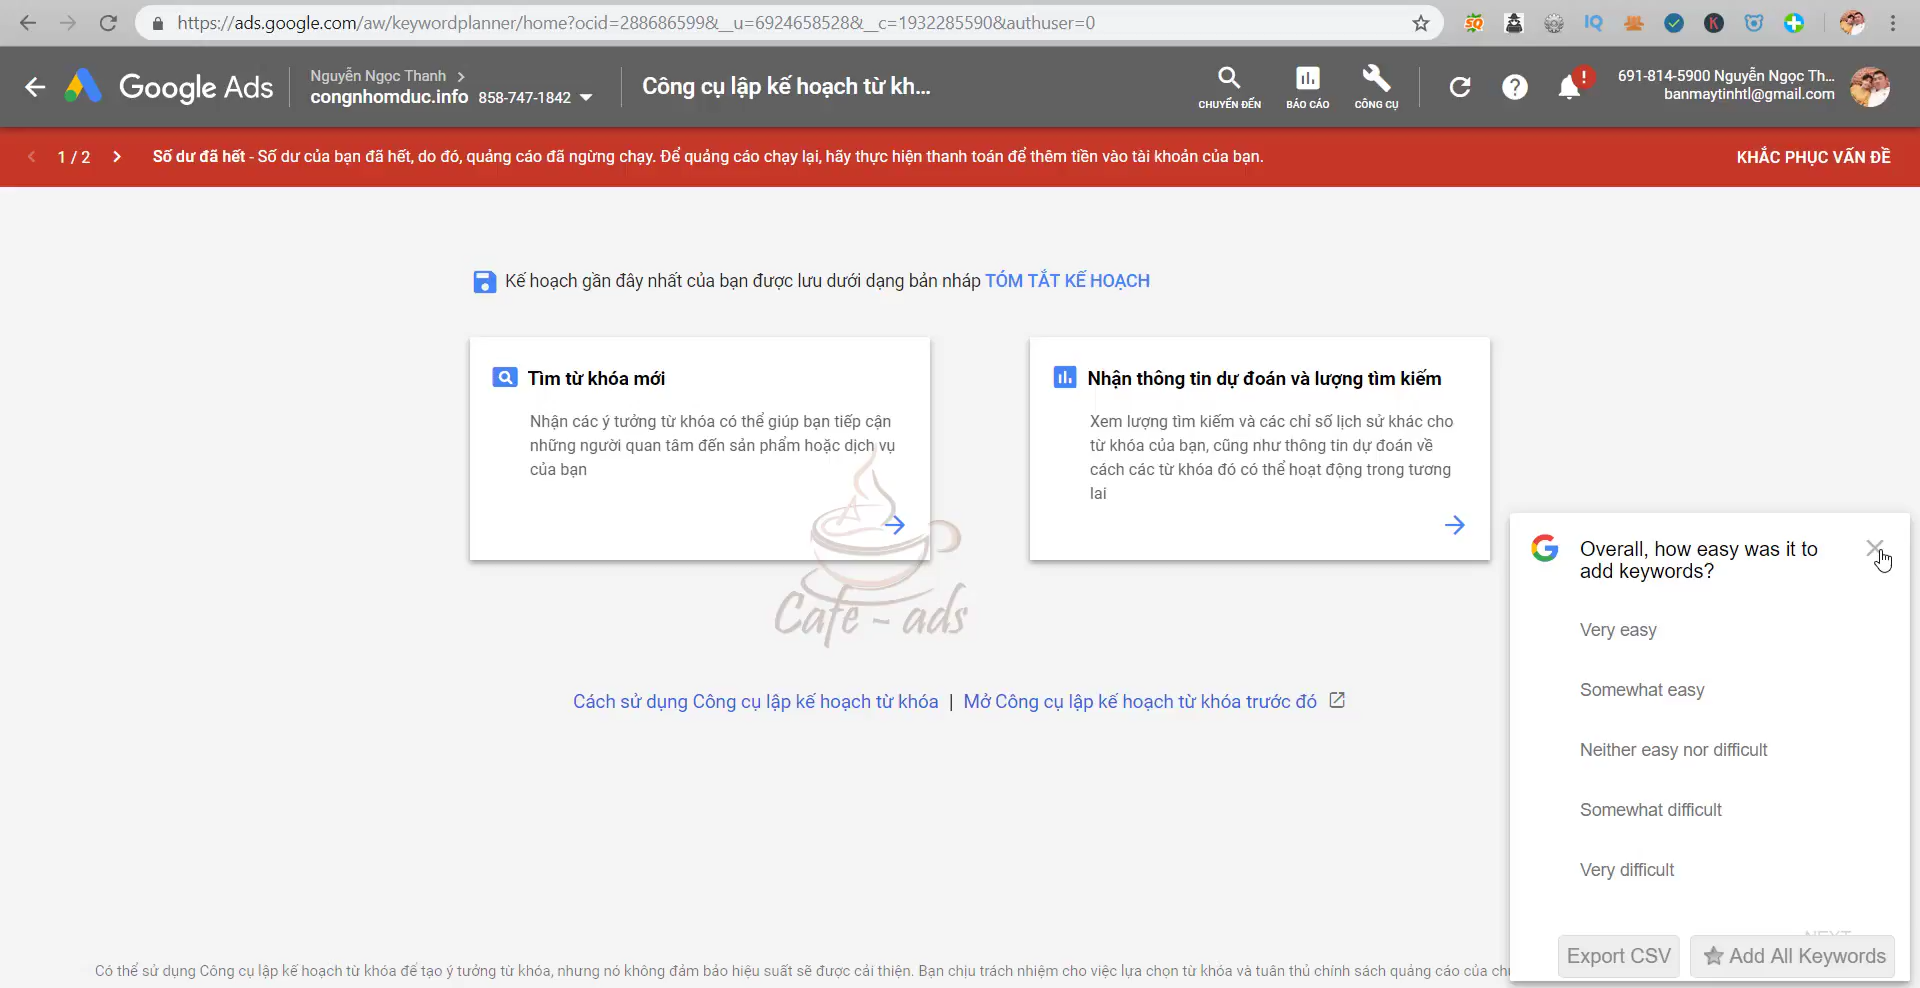 https://ads.google.com/aw/keywordplanner/home?ocid=288686599&__u=6924658528&__c=1932285590&authuser=0
Google Ads
Nguyễn Ngọc Thanh
congnhomduc.info 858-747-1842
Công cụ lập kế hoạch từ kh...
CHUYỂN ĐẾN
BÁO CÁO
CÔNG CỤ
691-814-5900 Nguyễn Ngọc Th...
banmaytinhtl@gmail.com
1 / 2
Số dư đã hết - Số dư của bạn đã hết, do đó, quảng cáo đã ngừng chạy. Để quảng cáo chạy lại, hãy thực hiện thanh toán để thêm tiền vào tài khoản của bạn.
KHẮC PHỤC VẤN ĐỀ
Kế hoạch gần đây nhất của bạn được lưu dưới dạng bản nháp TÓM TẮT KẾ HOẠCH
Tìm từ khóa mới
Nhận các ý tưởng từ khóa có thể giúp bạn tiếp cận
những người quan tâm đến sản phẩm hoặc dịch vụ
của bạn
Nhận thông tin dự đoán và lượng tìm kiếm
Xem lượng tìm kiếm và các chỉ số lịch sử khác cho
từ khóa của bạn, cũng như thông tin dự đoán về
cách các từ khóa đó có thể hoạt động trong tương
lai
Cafe - ads
Cách sử dụng Công cụ lập kế hoạch từ khóa | Mở Công cụ lập kế hoạch từ khóa trước đó
Overall, how easy was it to
add keywords?
Very easy
Somewhat easy
Neither easy nor difficult
Somewhat difficult
Very difficult
NEXT
Export CSV
Add All Keywords
Có thể sử dụng Công cụ lập kế hoạch từ khóa để tạo ý tưởng từ khóa, nhưng nó không đảm bảo hiệu suất sẽ được cải thiện. Bạn chịu trách nhiệm cho việc lựa chọn từ khóa và tuân thủ chính sách quảng cáo của